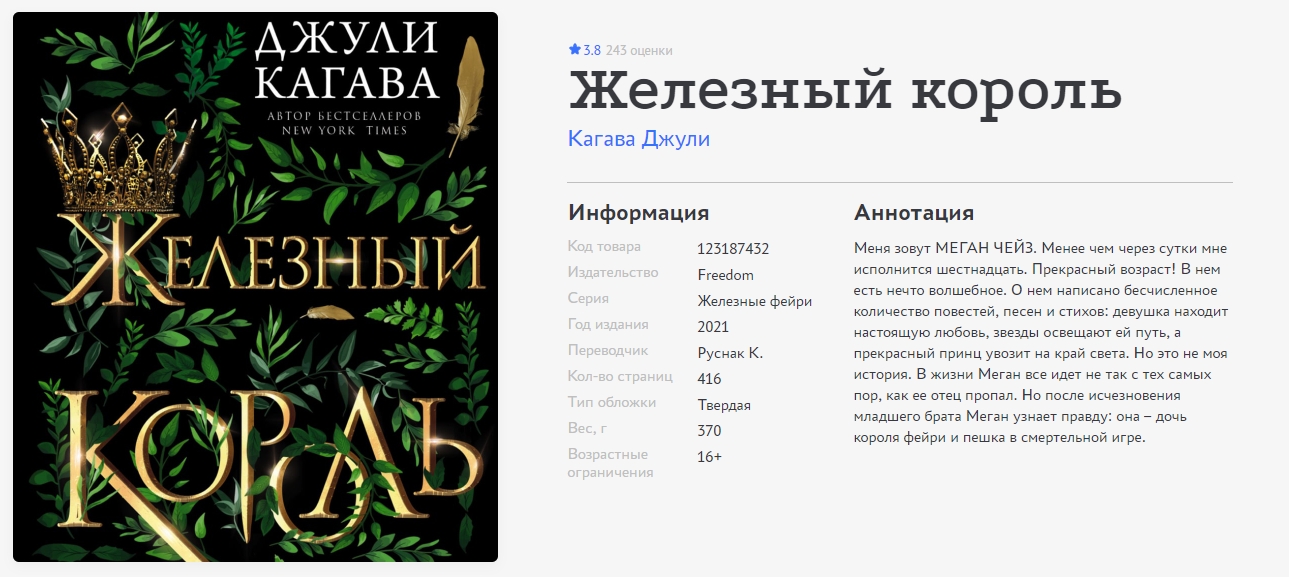 ДЖУЛИ
КАГАВА
АВТОР БЕСТСЕЛЛЕРОВ
NEW YORK TIMES
ЖЕЛЕЗНЫЙ
КОРОЛЬ
3.8 243 оценки
Железный король
Кагава Джули
Информация
Код товара 123187432
Издательство Freedom
Серия Железные фейри
Год издания 2021
Переводчик Руснак К.
Кол-во страниц 416
Тип обложки Твердая
Вес, г 370
Возрастные 16+
ограничения
Аннотация
Меня зовут МЕГАН ЧЕЙЗ. Менее чем через сутки мне
исполнится шестнадцать. Прекрасный возраст! В нем
есть нечто волшебное. О нем написано бесчисленное
количество повестей, песен и стихов: девушка находит
настоящую любовь, звезды освещают ей путь, а
прекрасный принц увозит на край света. Но это не моя
история. В жизни Меган все идет не так с тех самых
пор, как ее отец пропал. Но после исчезновения
младшего брата Меган узнает правду: она – дочь
короля фейри и пешка в смертельной игре.